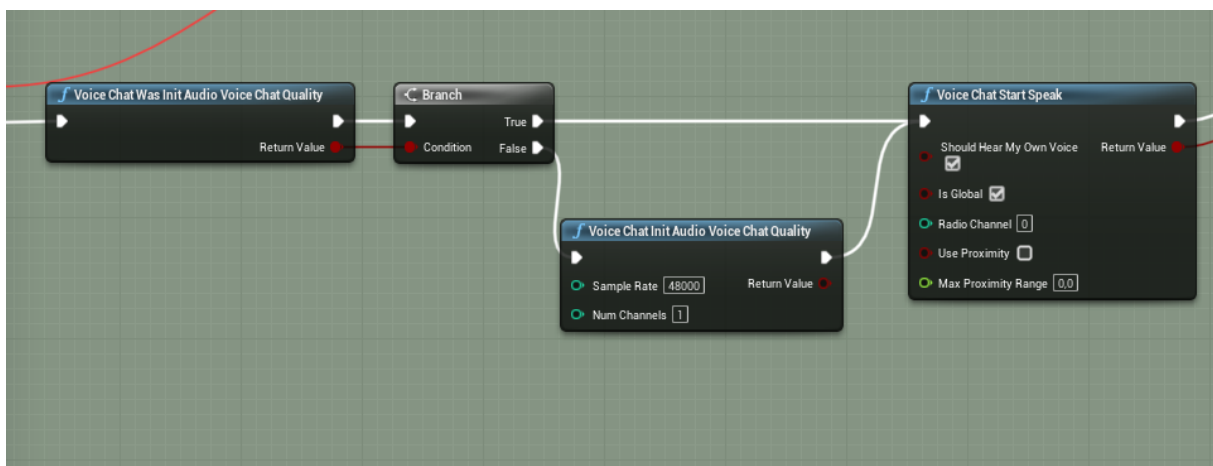 Voice Chat Was Init Audio Voice Chat Quality
Return Value
Branch
True
Condition
False
Voice Chat Init Audio Voice Chat Quality
Sample Rate 48000
Return Value
Num Channels 1
Voice Chat Start Speak
Should Hear My Own Voice
Return Value
Is Global
Radio Channel 0
Use Proximity
Max Proximity Range 0,0